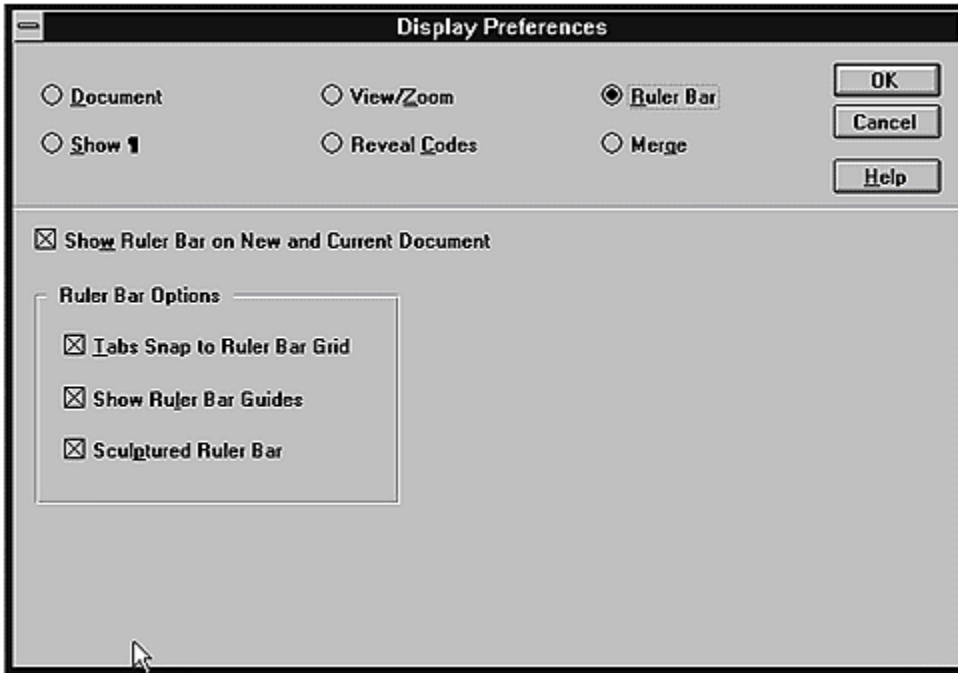 Display Preferences
Document View/Zoom Ruler Bar OK
Show ¶ Reveal Codes Merge Cancel
Help
Show Ruler Bar on New and Current Document
Ruler Bar Options
Tabs Snap to Ruler Bar Grid
Show Ruler Bar Guides
Sculptured Ruler Bar